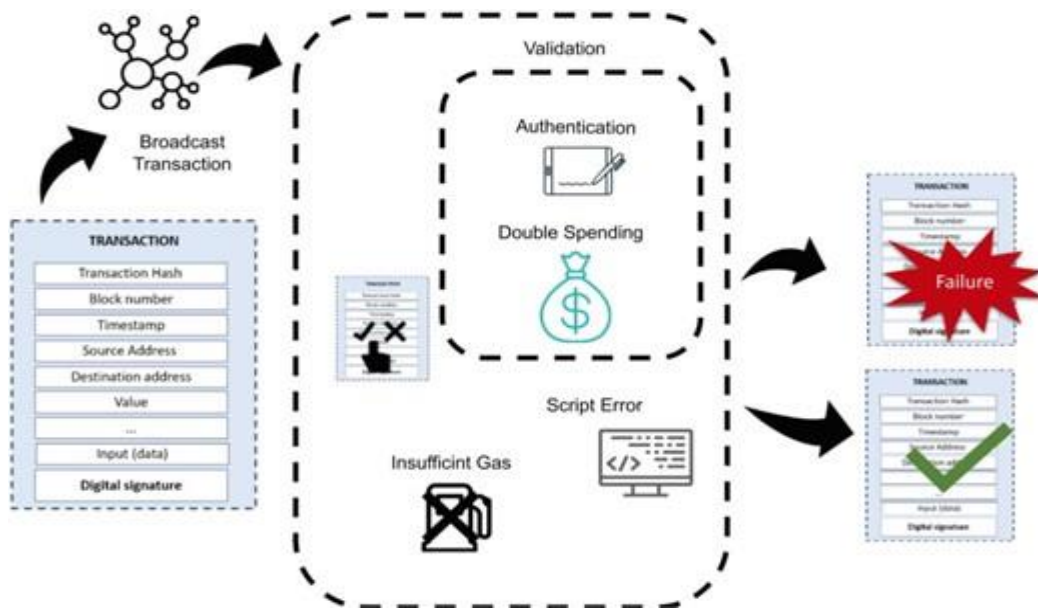 Broadcast
Transaction
TRANSACTION
Transaction Hash
Block number
Timestamp
Source Address
Destination address
Value
...
Input (data)
Digital signature
Validation
Authentication
Double Spending
TRANSACTION
Script Error
Insufficint Gas
</>
TRANSACTION
Transaction Hash
Block number
Timestamp
Failure
Digital signature
TRANSACTION
Transaction Hash
Block number
Timestamp
Source Address
...
Digital signature